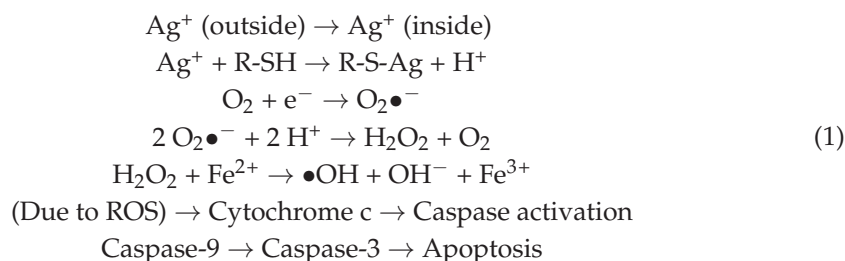 Ag⁺ (outside) → Ag⁺ (inside)
Ag⁺ + R-SH → R-S-Ag + H⁺
O₂ + e⁻ → O₂•⁻
2 O₂•⁻ + 2 H⁺ → H₂O₂ + O₂ (1)
H₂O₂ + Fe²⁺ → •OH + OH⁻ + Fe³⁺
(Due to ROS) → Cytochrome c → Caspase activation
Caspase-9 → Caspase-3 → Apoptosis